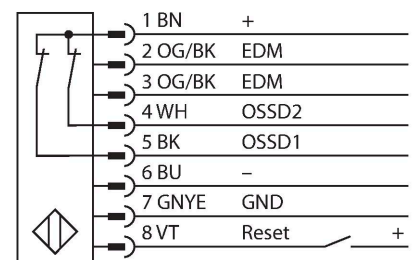 1 BN +
2 OG/BK EDM
3 OG/BK EDM
4 WH OSSD2
5 BK OSSD1
6 BU –
7 GNYE GND
8 VT Reset +